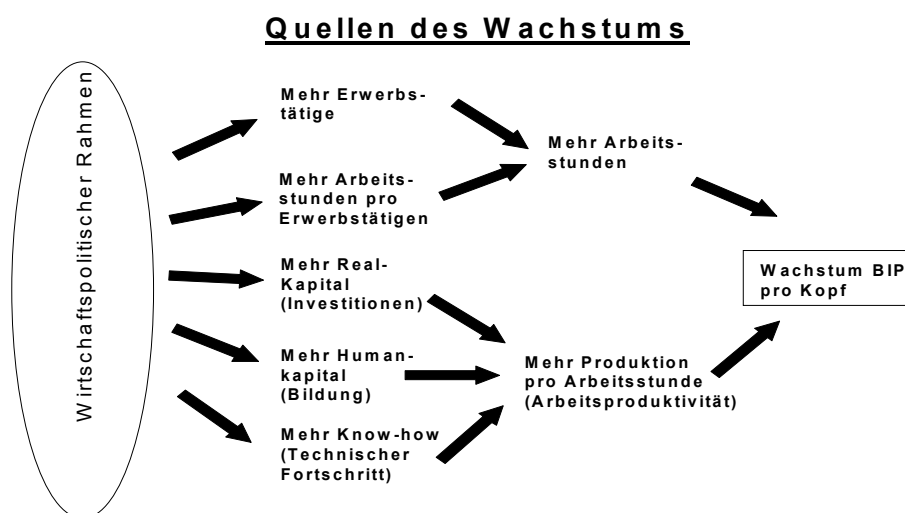 Quellen des Wachstums
Wirtschaftspolitischer Rahmen
Mehr Erwerbs-
tätige
Mehr Arbeits-
stunden pro
Erwerbstätigen
Mehr Real-
Kapital
(Investitionen)
Mehr Human-
kapital
(Bildung)
Mehr Know-how
(Technischer
Fortschritt)
Mehr Arbeits-
stunden
Mehr Produktion
pro Arbeitsstunde
(Arbeitsproduktivität)
Wachstum BIP
pro Kopf